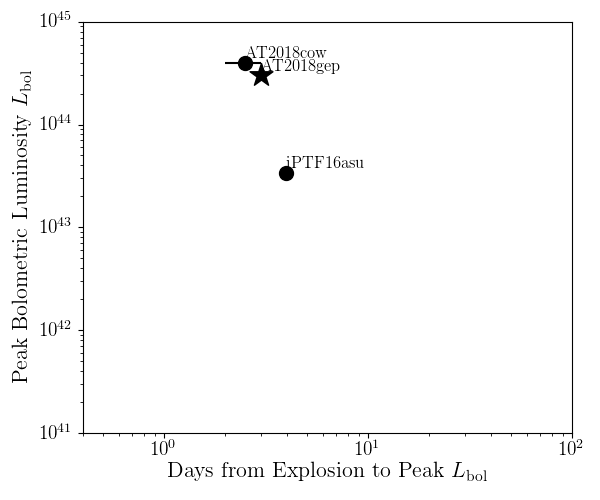 10^45
AT2018cow
AT2018gep
10^44
iPTF16asu
10^43
10^42
10^41
Peak Bolometric Luminosity L_bol
10^0 10^1 10^2
Days from Explosion to Peak L_bol